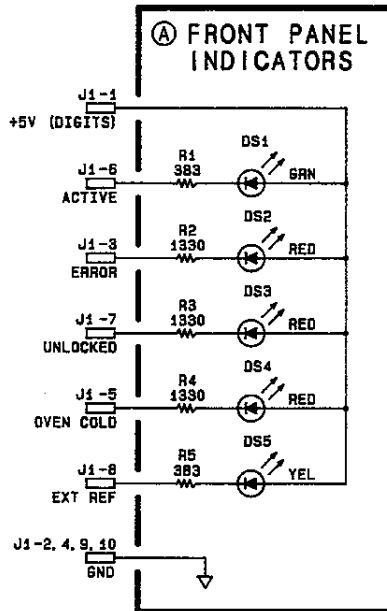 A FRONT PANEL
INDICATORS
J1-1
+5V (DIGITS)
J1-6
ACTIVE
R1
383
DS1
GRN
J1-3
ERROR
R2
1330
DS2
RED
J1-7
UNLOCKED
R3
1330
DS3
RED
J1-5
OVEN COLD
R4
1330
DS4
RED
J1-8
EXT REF
R5
383
DS5
YEL
J1-2, 4, 9, 10
GND